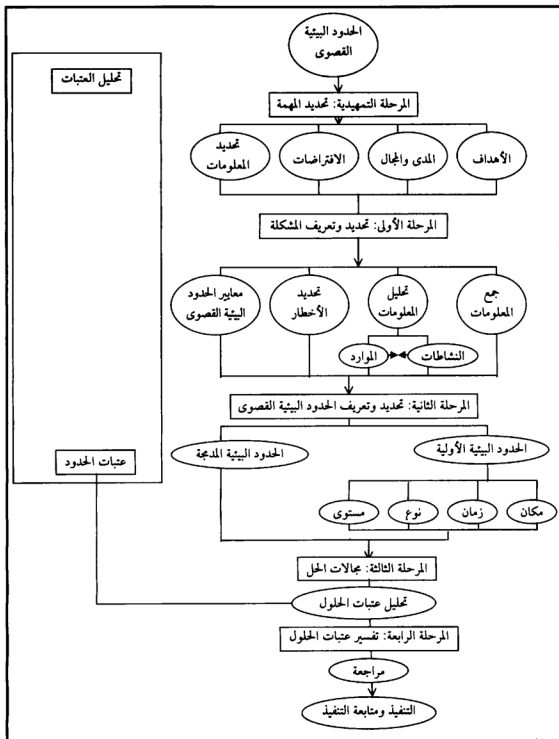 الحدود البيئية
القصوى
تحليل العتبات
المرحلة التمهيدية: تحديد المهمة
الأهداف
المدى والمجال
الافتراضات
تحديد
المعلومات
المرحلة الأولى: تحديد وتعريف المشكلة
جمع
المعلومات
تحليل
المعلومات
تحديد
الأخطار
معايير الحدود
البيئية القصوى
النشاطات
الموارد
المرحلة الثانية: تحديد وتعريف الحدود البيئية القصوى
الحدود البيئية الأولية
الحدود البيئية المدمجة
عتبات الحدود
مكان
زمان
نوع
مستوى
المرحلة الثالثة: مجالات الحل
تحليل عتبات الحلول
المرحلة الرابعة: تفسير عتبات الحلول
مراجعة
التنفيذ ومتابعة التنفيذ